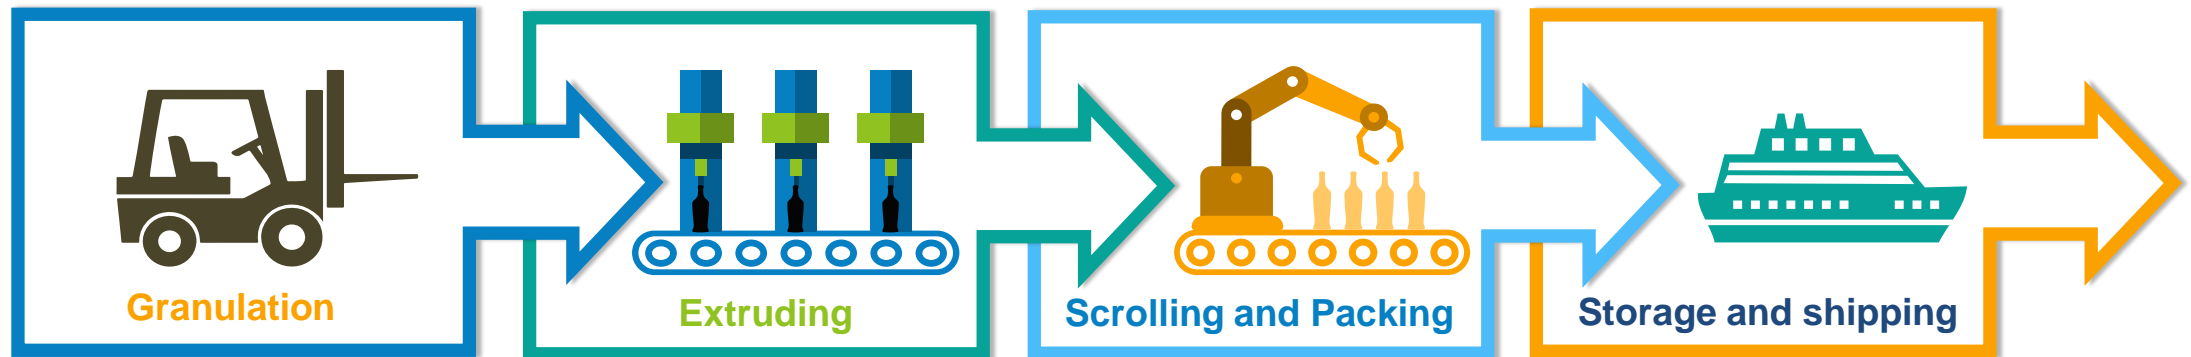 Granulation
Extruding
Scrolling and Packing
Storage and shipping